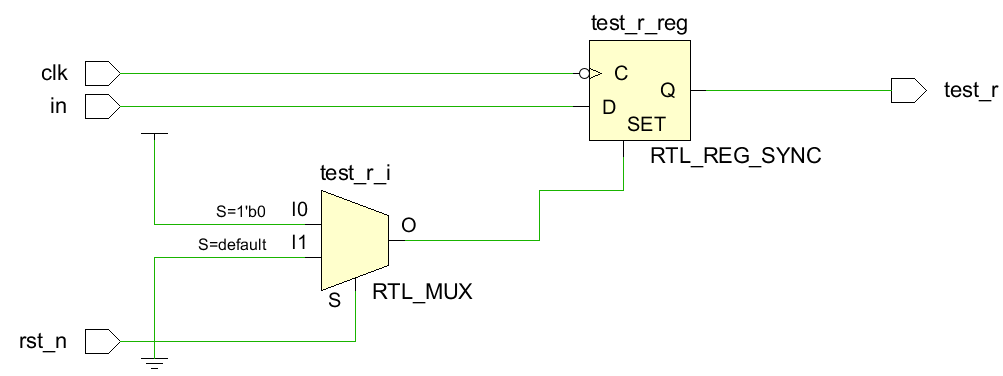 test_r_reg
clk
C
in
D
Q
test_r
SET
RTL_REG_SYNC
test_r_i
S=1'b0
I0
S=default
I1
O
S
RTL_MUX
rst_n